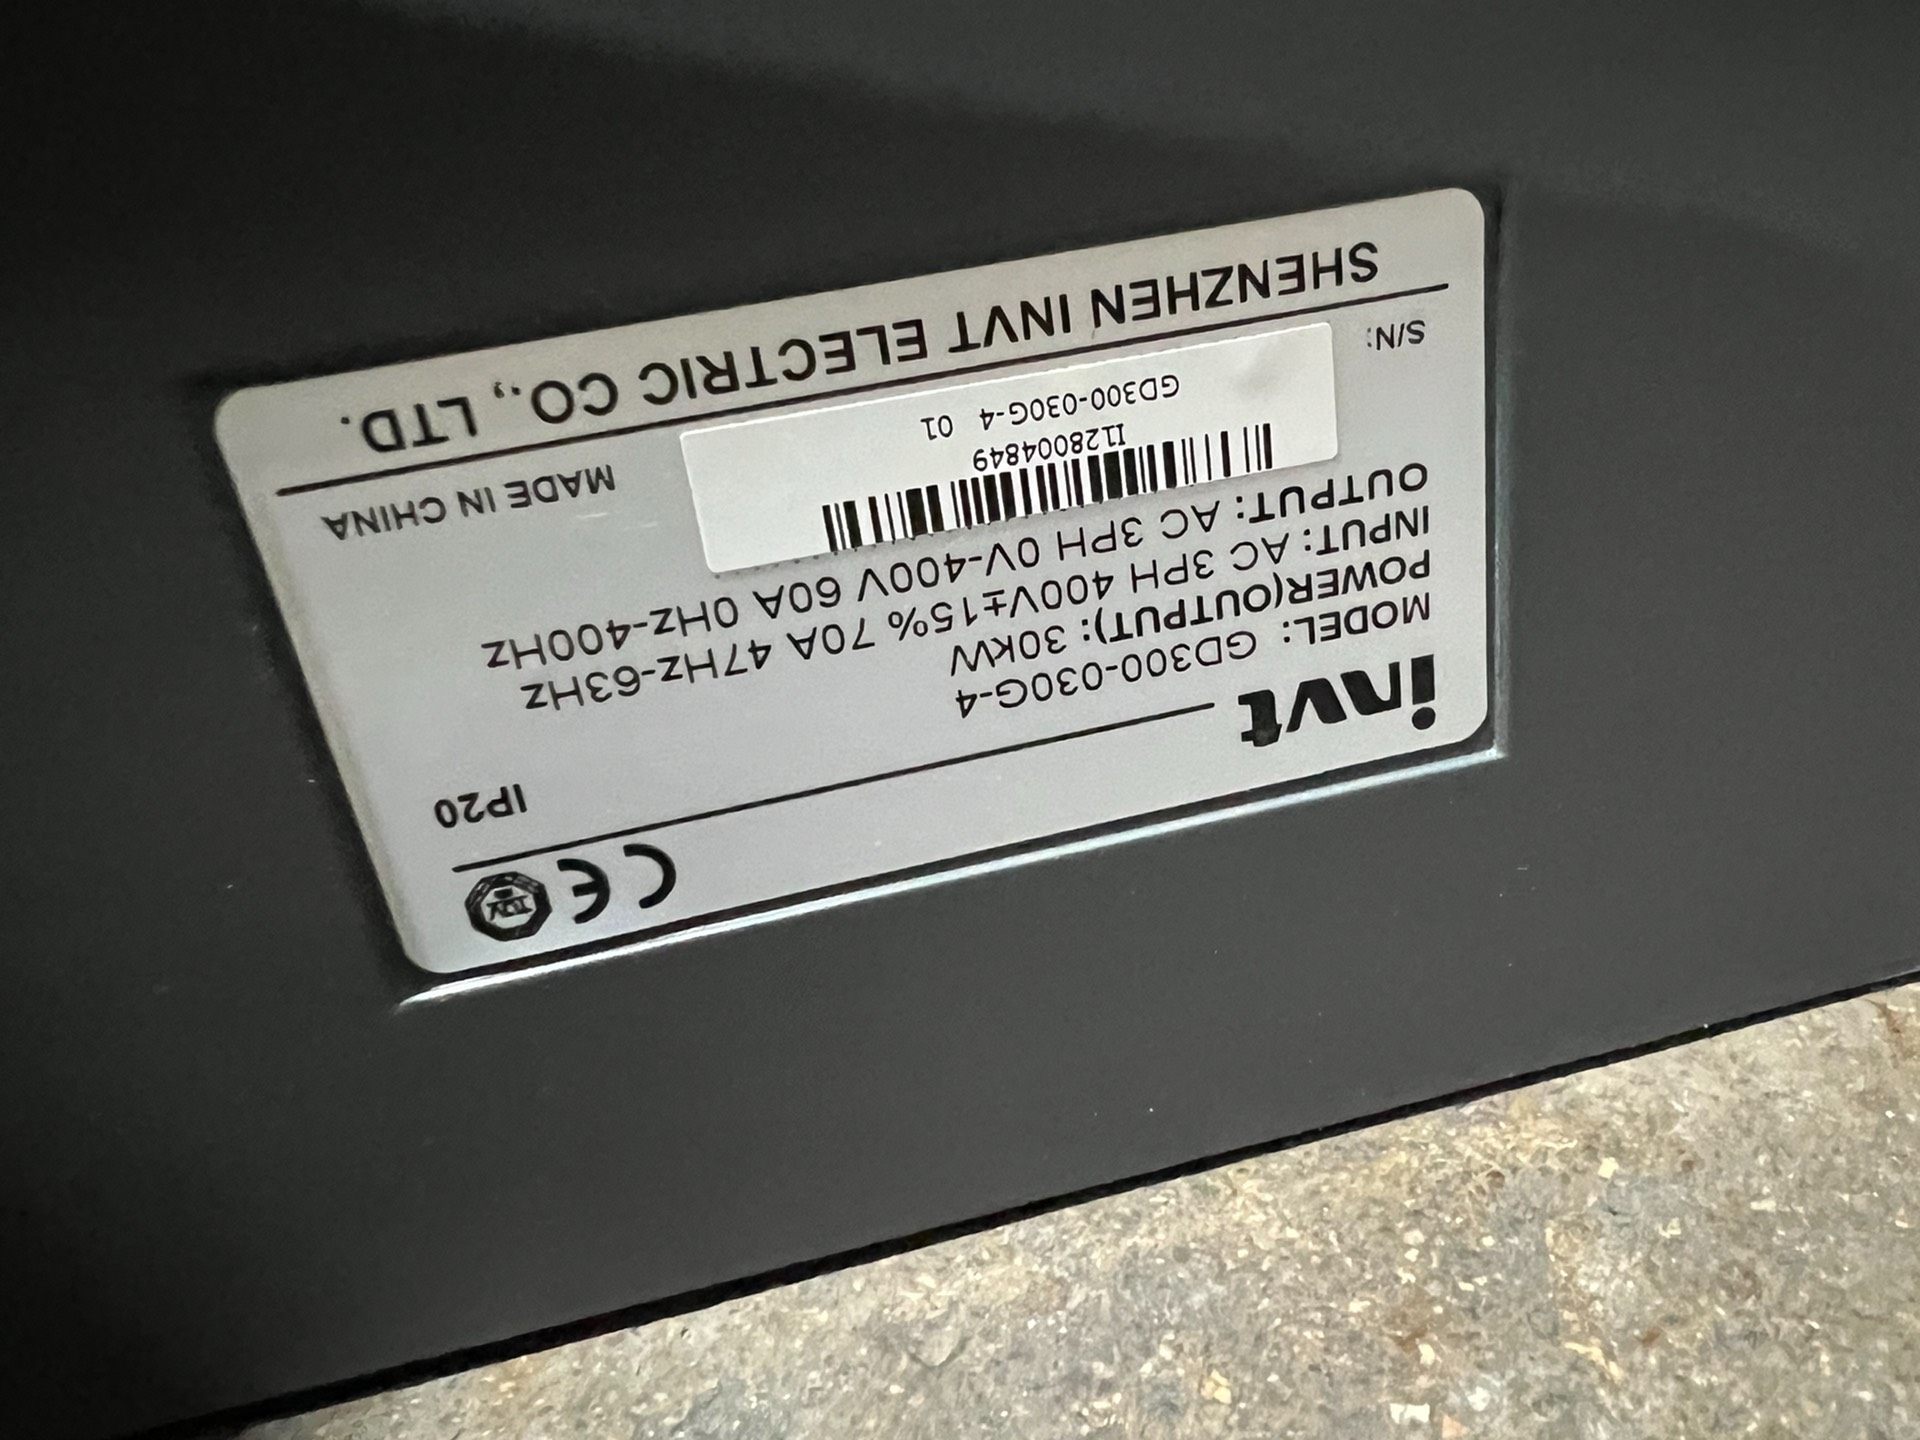 CE TÜV
invt IP20
MODEL: GD300-030G-4
POWER(OUTPUT): 30kW
INPUT: AC 3PH 400V±15% 70A 47Hz-63Hz
OUTPUT: AC 3PH 0V-400V 60A 0Hz-400Hz
I128004849
GD300-030G-4 01
S/N: MADE IN CHINA
SHENZHEN INVT ELECTRIC CO., LTD.